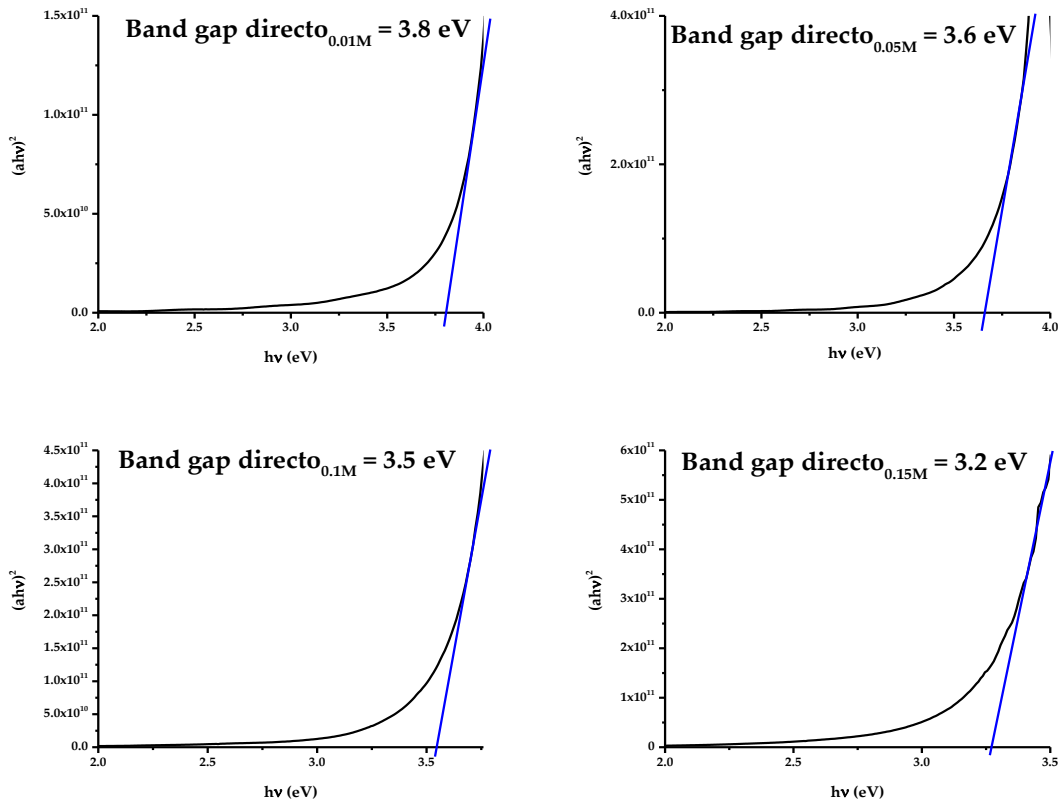 Band gap directo0.01M = 3.8 eV
1.5x10¹¹
1.0x10¹¹
5.0x10¹⁰
0.0
(ahν)²
2.0
2.5
3.0
3.5
4.0
hν (eV)
Band gap directo0.05M = 3.6 eV
4.0x10¹¹
2.0x10¹¹
0.0
(ahν)²
2.0
2.5
3.0
3.5
4.0
hν (eV)
Band gap directo0.1M = 3.5 eV
4.5x10¹¹
4.0x10¹¹
3.5x10¹¹
3.0x10¹¹
2.5x10¹¹
2.0x10¹¹
1.5x10¹¹
1.0x10¹¹
5.0x10¹⁰
0.0
(ahν)²
2.0
2.5
3.0
3.5
hν (eV)
Band gap directo0.15M = 3.2 eV
6x10¹¹
5x10¹¹
4x10¹¹
3x10¹¹
2x10¹¹
1x10¹¹
0
(ahν)²
2.0
2.5
3.0
3.5
hν (eV)